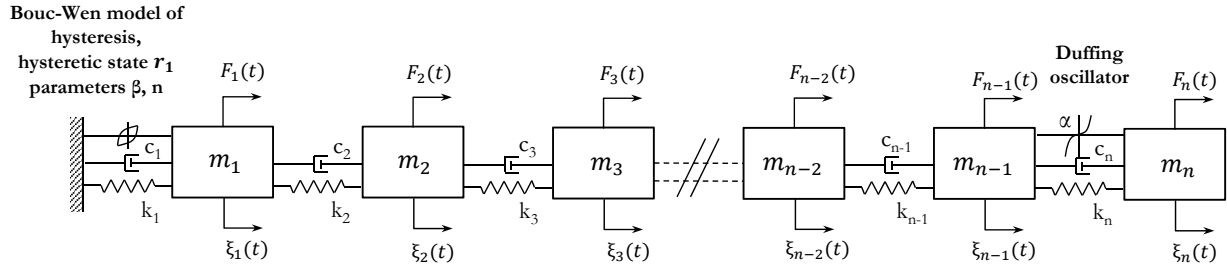 Bouc-Wen model of
hysteresis,
hysteretic state r₁
parameters β, n
Duffing
oscillator
F₁(t) F₂(t) F₃(t) Fₙ₋₂(t) Fₙ₋₁(t) Fₙ(t)
α
c₁ c₂ c₃ cₙ₋₁ cₙ
m₁ m₂ m₃ mₙ₋₂ mₙ₋₁ mₙ
k₁ k₂ k₃ kₙ₋₁ kₙ
ξ₁(t) ξ₂(t) ξ₃(t) ξₙ₋₂(t) ξₙ₋₁(t) ξₙ(t)